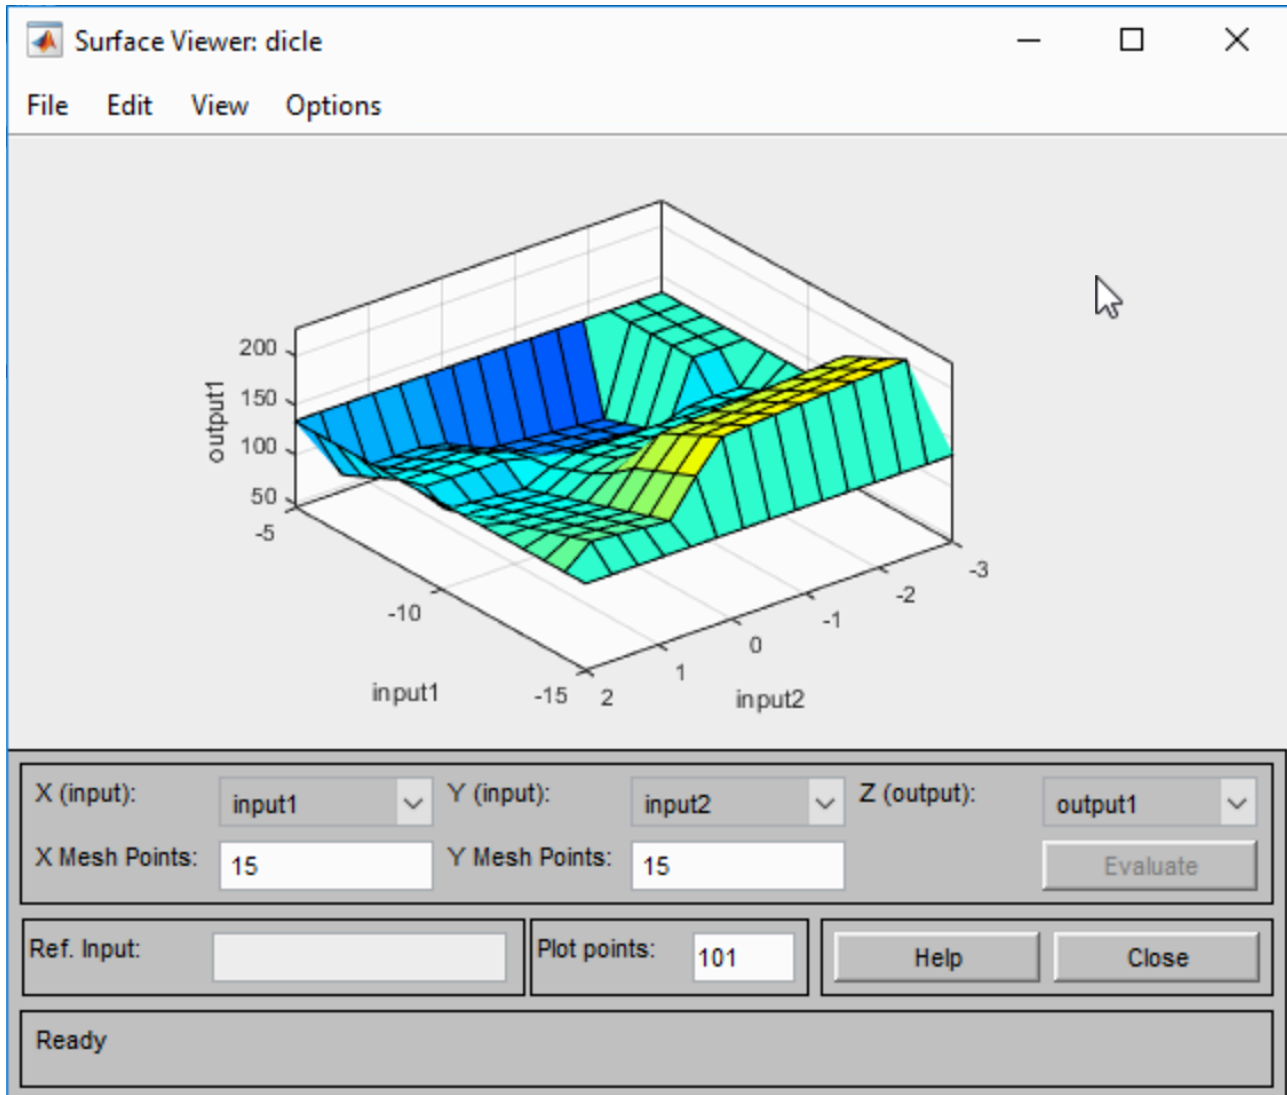 Surface Viewer: dicle
File Edit View Options
200
150
100
50
output1
-5
-10
-15
input1
2
1
0
-1
-2
-3
input2
X (input): input1 Y (input): input2 Z (output): output1
X Mesh Points: 15 Y Mesh Points: 15 Evaluate
Ref. Input: Plot points: 101 Help Close
Ready